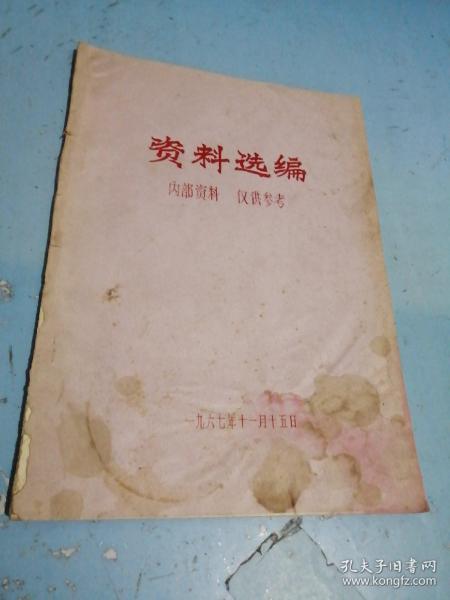 资料选编
内部资料 仅供参考
一九六七年十一月十五日
孔夫子旧书网
www.kongfz.com